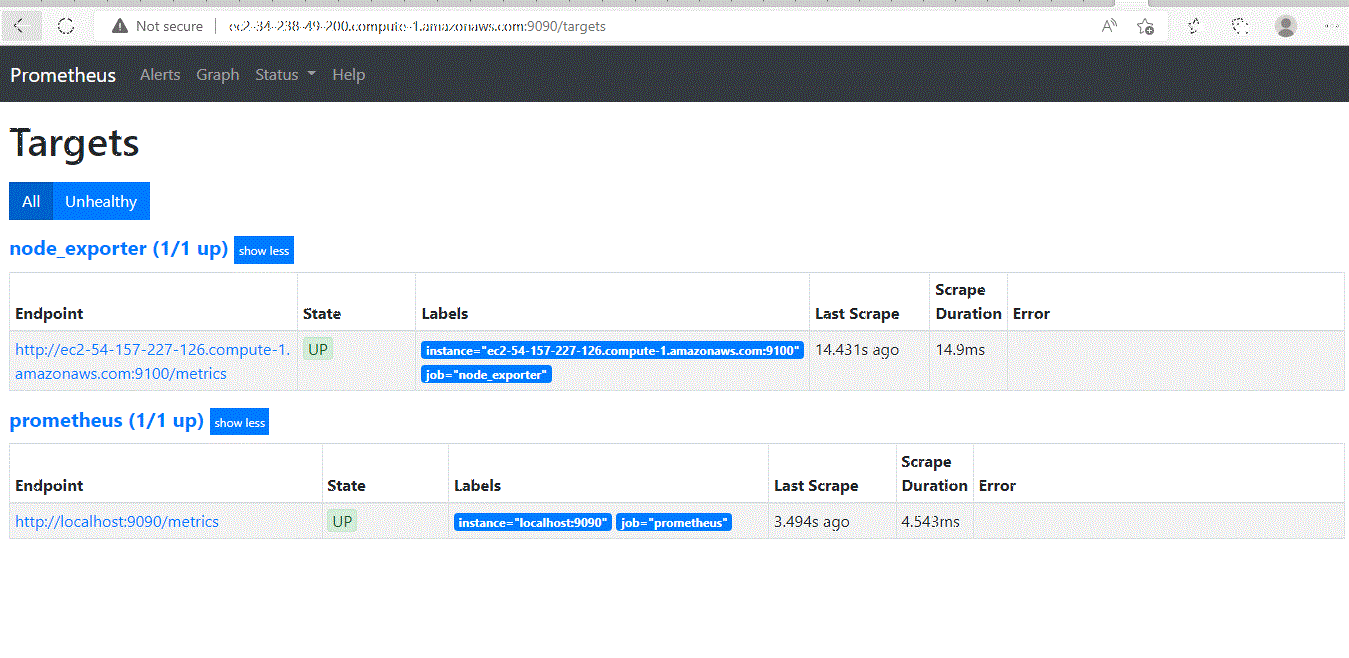 Not secure ec2-34-238-49-200.compute-1.amazonaws.com:9090/targets
Prometheus Alerts Graph Status Help
Targets
All Unhealthy
node_exporter (1/1 up) show less
Endpoint State Labels Last Scrape Scrape Duration Error
http://ec2-54-157-227-126.compute-1.amazonaws.com:9100/metrics UP instance="ec2-54-157-227-126.compute-1.amazonaws.com:9100" 14.431s ago 14.9ms
job="node_exporter"
prometheus (1/1 up) show less
Endpoint State Labels Last Scrape Scrape Duration Error
http://localhost:9090/metrics UP instance="localhost:9090" job="prometheus" 3.494s ago 4.543ms